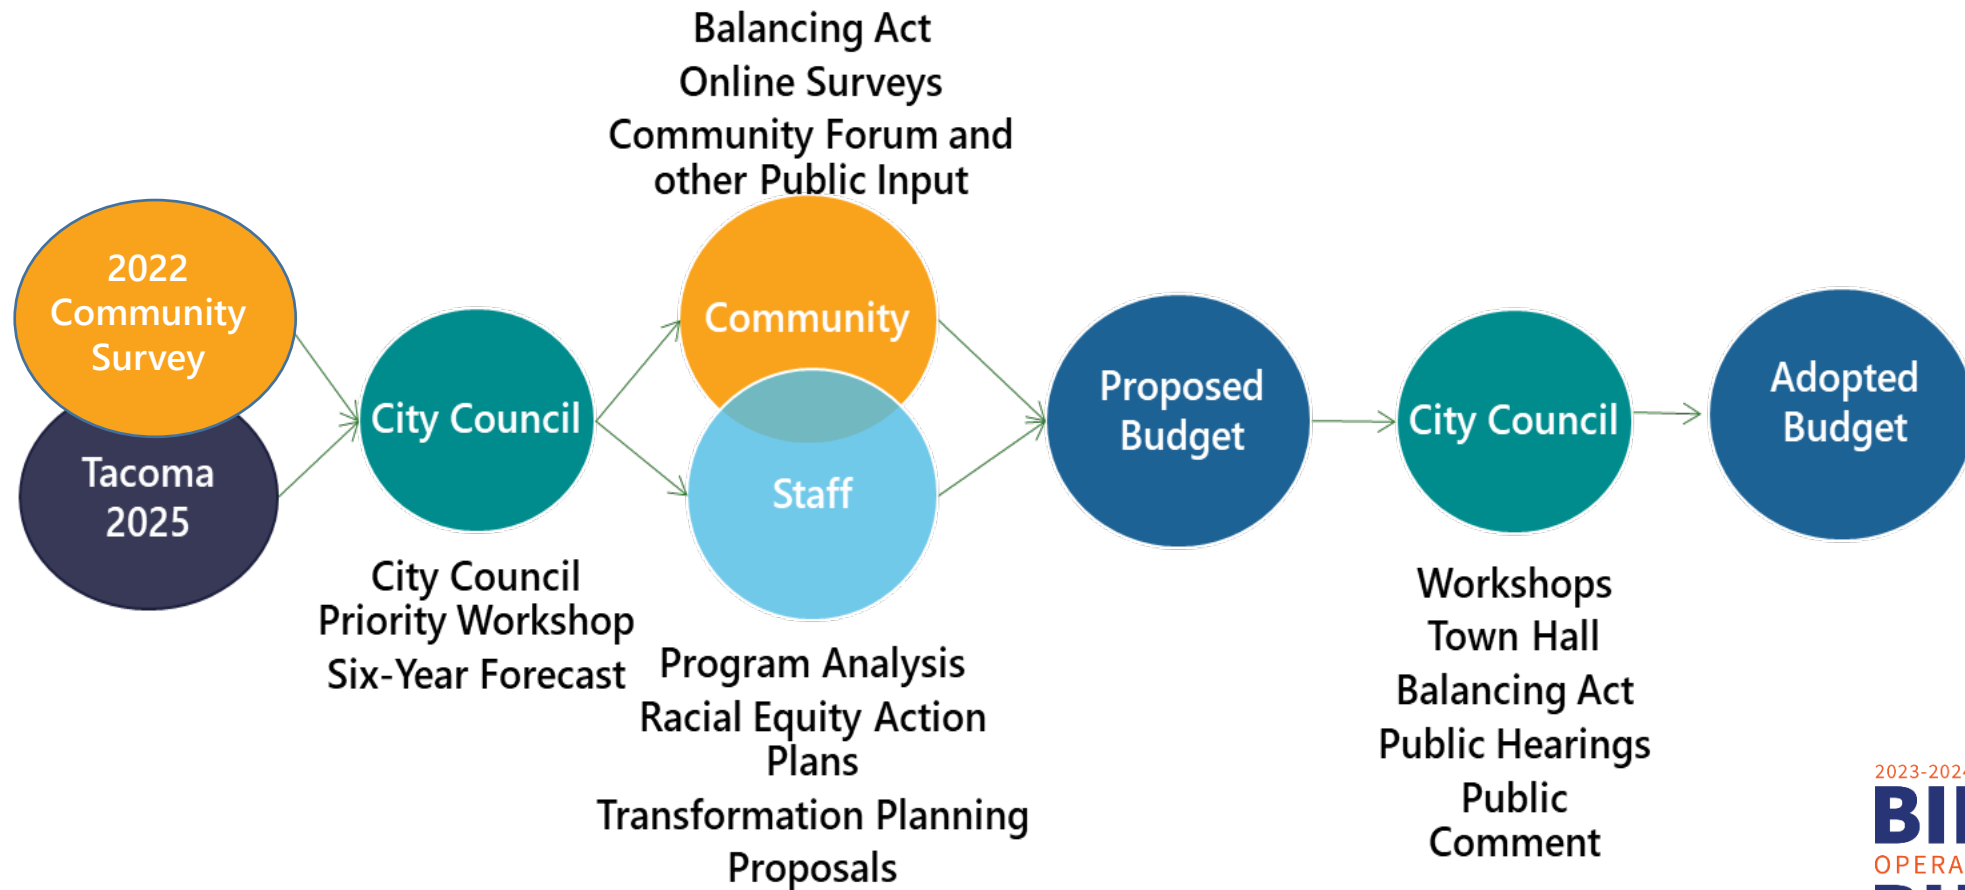 Balancing Act
Online Surveys
Community Forum and
other Public Input
2022
Community
Survey
Tacoma
2025
City Council
City Council
Priority Workshop
Six-Year Forecast
Community
Staff
Program Analysis
Racial Equity Action
Plans
Transformation Planning
Proposals
Proposed
Budget
City Council
Workshops
Town Hall
Balancing Act
Public Hearings
Public
Comment
Adopted
Budget